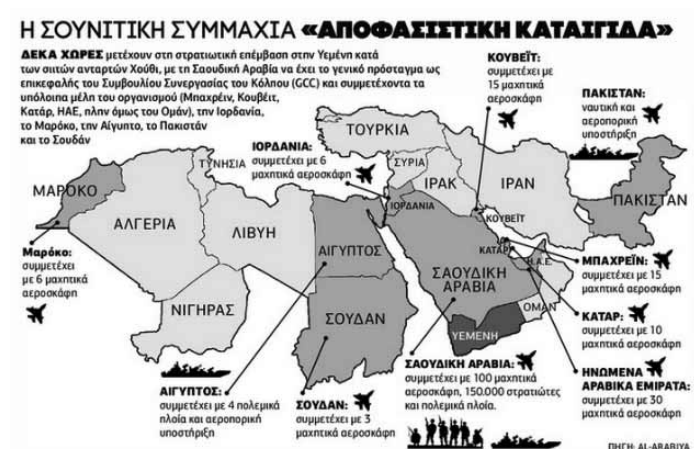 Η ΣΟΥΝΙΤΙΚΗ ΣΥΜΜΑΧΙΑ «ΑΠΟΦΑΣΙΣΤΙΚΗ ΚΑΤΑΙΓΙΔΑ»
ΔΕΚΑ ΧΩΡΕΣ μετέχουν στη στρατιωτική επέμβαση στην Υεμένη κατά
των σιιτών ανταρτών Χούθι, με τη Σαουδική Αραβία να έχει το γενικό πρόσταγμα ως
επικεφαλής του Συμβουλίου Συνεργασίας του Κόλπου (GCC) και συμμετέχοντα τα
υπόλοιπα μέλη του οργανισμού (Μπαχρέιν, Κουβέιτ,
Κατάρ, ΗΑΕ, πλην όμως του Ομάν), την Ιορδανία,
το Μαρόκο, την Αίγυπτο, το Πακιστάν
και το Σουδάν
ΚΟΥΒΕΪΤ:
συμμετέχει με
15 μαχητικά
αεροσκάφη
ΠΑΚΙΣΤΑΝ:
ναυτική και
αεροπορική
υποστήριξη
ΙΟΡΔΑΝΙΑ:
συμμετέχει με 6
μαχητικά
αεροσκάφη
ΤΟΥΡΚΙΑ
ΤΥΝΗΣΙΑ
ΣΥΡΙΑ
ΜΑΡΟΚΟ
ΙΡΑΚ
ΙΡΑΝ
ΠΑΚΙΣΤΑΝ
ΙΟΡΔΑΝΙΑ
ΚΟΥΒΕΪΤ
ΑΛΓΕΡΙΑ
ΛΙΒΥΗ
ΑΙΓΥΠΤΟΣ
ΚΑΤΑΡ
Η.Α.Ε.
ΣΑΟΥΔΙΚΗ
ΑΡΑΒΙΑ
ΟΜΑΝ
ΝΙΓΗΡΑΣ
ΣΟΥΔΑΝ
ΥΕΜΕΝΗ
Μαρόκο:
συμμετέχει
με 6 μαχητικά
αεροσκάφη
ΜΠΑΧΡΕΪΝ:
συμμετέχει με 15
μαχητικά αεροσκάφη
ΚΑΤΑΡ:
συμμετέχει με 10
μαχητικά αεροσκάφη
ΗΝΩΜΕΝΑ
ΑΡΑΒΙΚΑ ΕΜΙΡΑΤΑ:
συμμετέχει με 30
μαχητικά αεροσκάφη
ΑΙΓΥΠΤΟΣ:
συμμετέχει με 4 πολεμικά
πλοία και αεροπορική
υποστήριξη
ΣΟΥΔΑΝ:
συμμετέχει με 3
μαχητικά αεροσκάφη
ΣΑΟΥΔΙΚΗ ΑΡΑΒΙΑ:
συμμετέχει με 100 μαχητικά
αεροσκάφη, 150.000 στρατιώτες
και πολεμικά πλοία.
ΠΗΓΗ: AL-ARABIYA